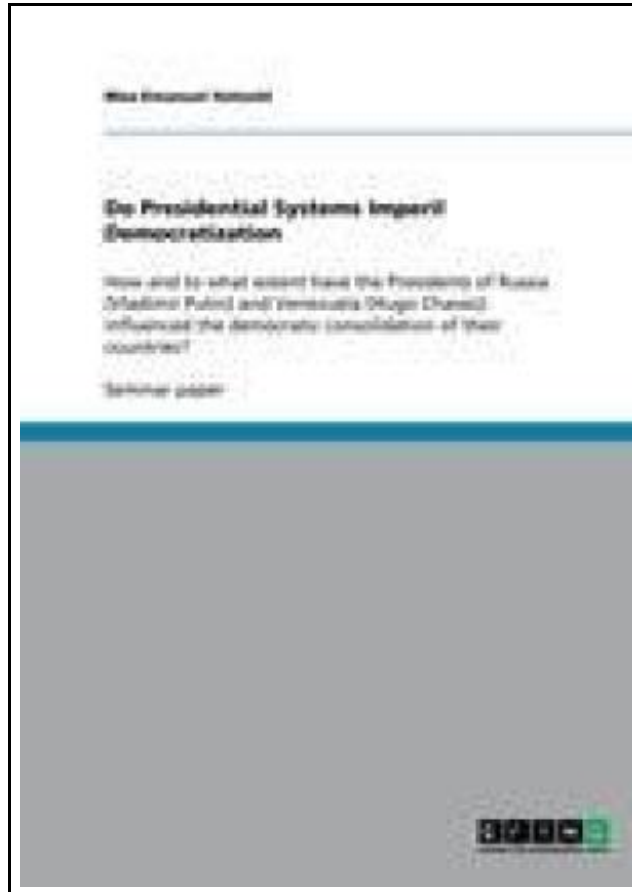 Do Presidential Systems Imperil
Democratization
How and to what extent have the Presidents of Russia
(Vladimir Putin) and Venezuela (Hugo Chavez)
influenced the democratic consolidation of their
countries?
Seminar paper